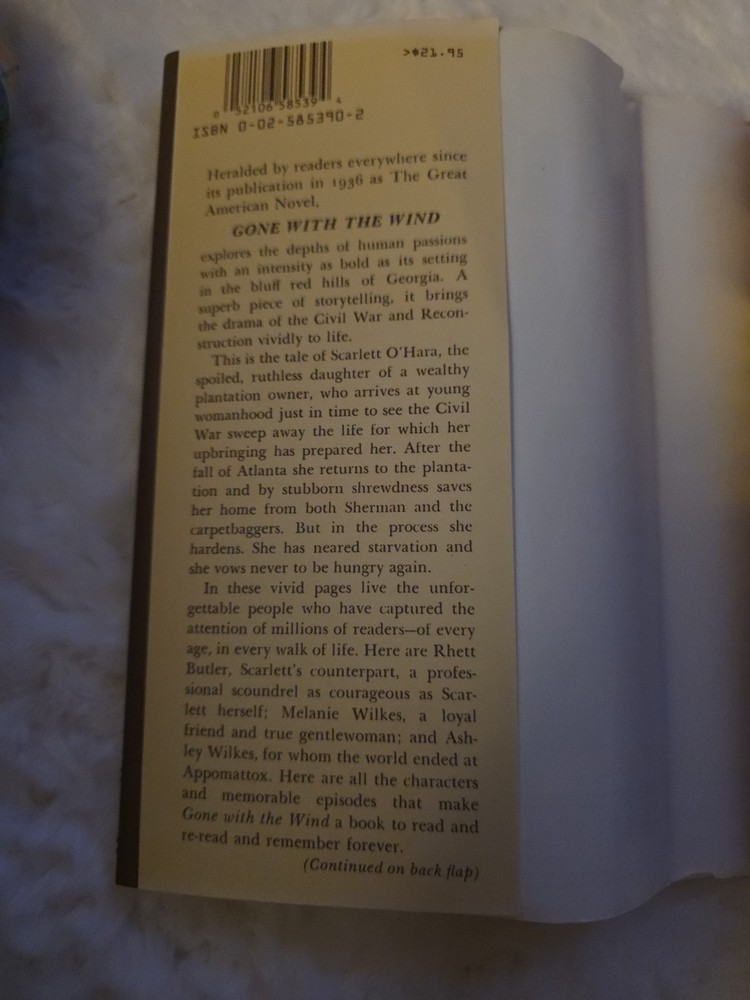 >$21.95
0 52106 58539 4
ISBN 0-02-585390-2
Heralded by readers everywhere since
its publication in 1936 as The Great
American Novel,
GONE WITH THE WIND
explores the depths of human passions
with an intensity as bold as its setting
in the bluff red hills of Georgia. A
superb piece of storytelling, it brings
the drama of the Civil War and Recon-
struction vividly to life.
This is the tale of Scarlett O'Hara, the
spoiled, ruthless daughter of a wealthy
plantation owner, who arrives at young
womanhood just in time to see the Civil
War sweep away the life for which her
upbringing has prepared her. After the
fall of Atlanta she returns to the planta-
tion and by stubborn shrewdness saves
her home from both Sherman and the
carpetbaggers. But in the process she
hardens. She has neared starvation and
she vows never to be hungry again.
In these vivid pages live the unfor-
gettable people who have captured the
attention of millions of readers—of every
age, in every walk of life. Here are Rhett
Butler, Scarlett's counterpart, a profes-
sional scoundrel as courageous as Scar-
lett herself; Melanie Wilkes, a loyal
friend and true gentlewoman; and Ash-
ley Wilkes, for whom the world ended at
Appomattox. Here are all the characters
and memorable episodes that make
Gone with the Wind a book to read and
re-read and remember forever.
(Continued on back flap)